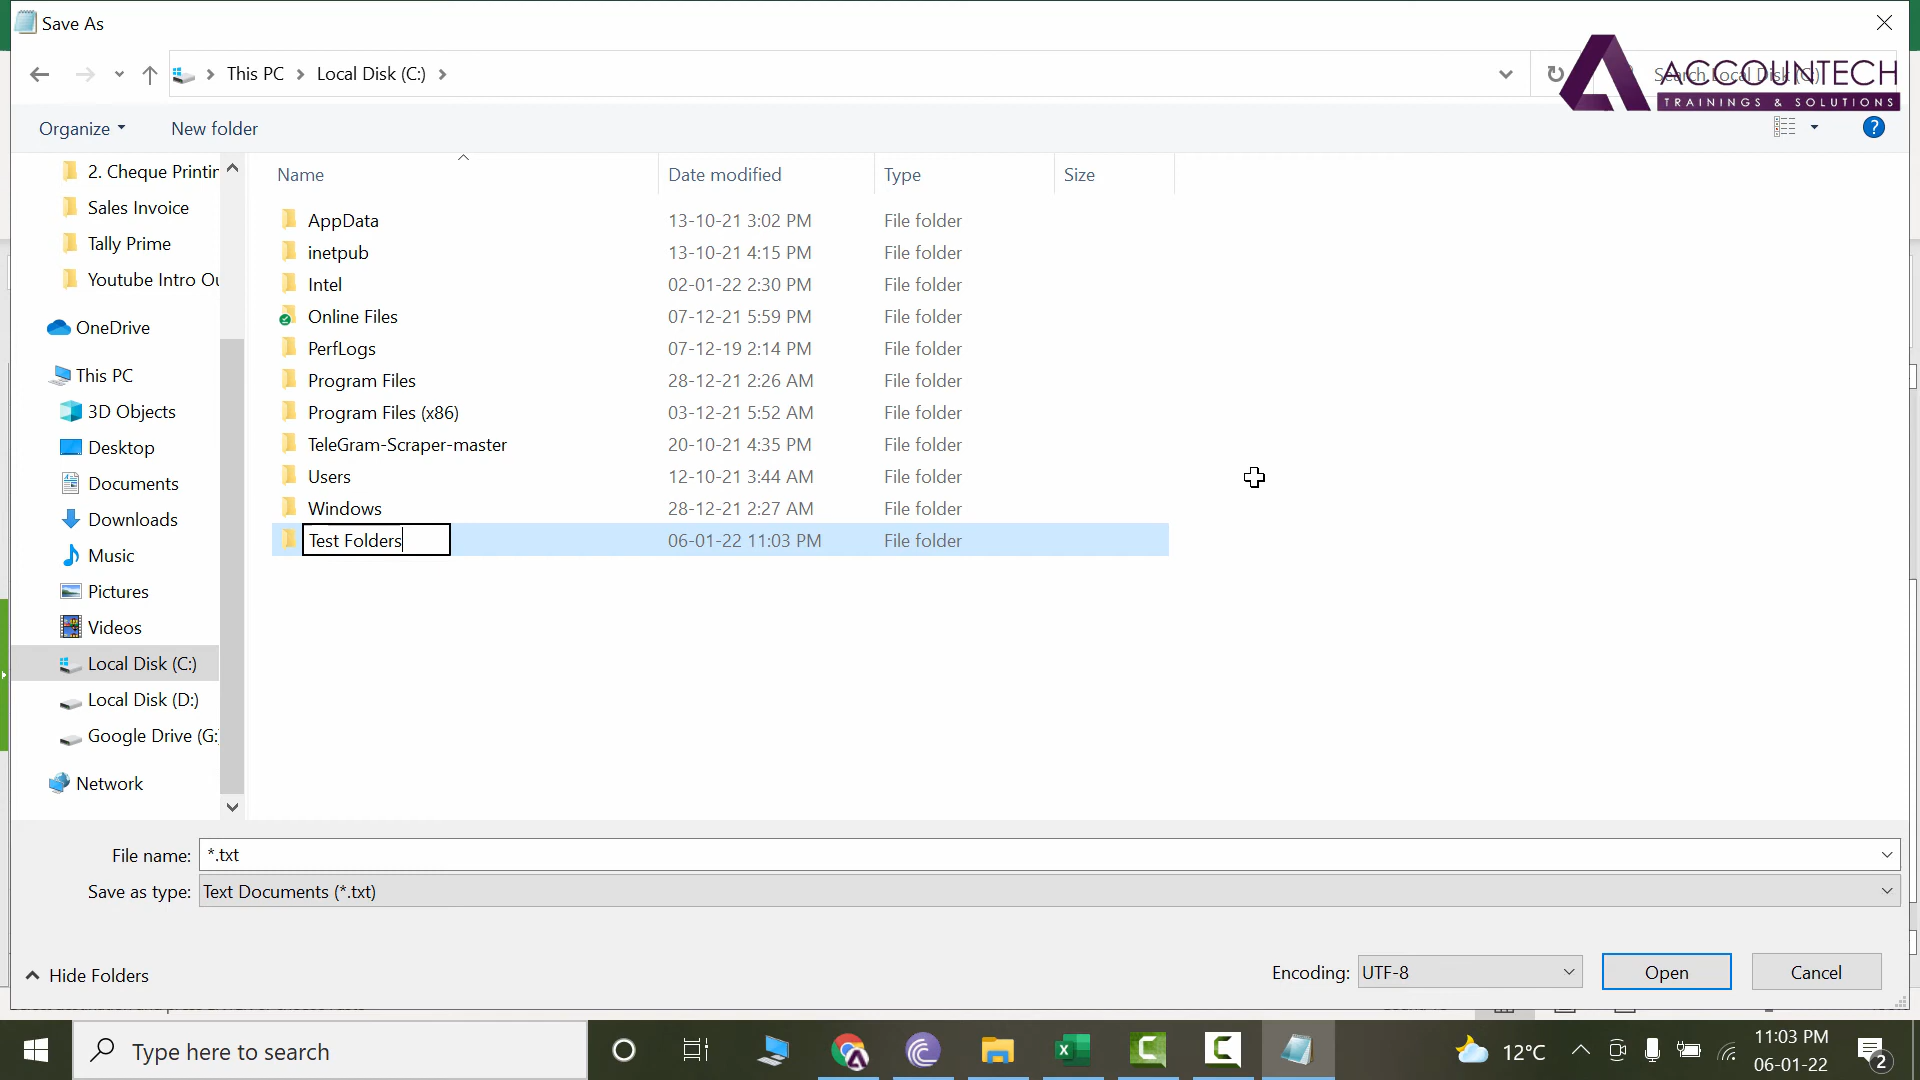 Save As
This PC > Local Disk (C:) >
Search Local Disk (C:)
ACCOUNTECH
TRAININGS & SOLUTIONS
Organize New folder
?
2. Cheque Printin
Sales Invoice
Tally Prime
Youtube Intro Ou
OneDrive
This PC
3D Objects
Desktop
Documents
Downloads
Music
Pictures
Videos
Local Disk (C:)
Local Disk (D:)
Google Drive (G:
Network
Name Date modified Type Size
AppData 13-10-21 3:02 PM File folder
inetpub 13-10-21 4:15 PM File folder
Intel 02-01-22 2:30 PM File folder
Online Files 07-12-21 5:59 PM File folder
PerfLogs 07-12-19 2:14 PM File folder
Program Files 28-12-21 2:26 AM File folder
Program Files (x86) 03-12-21 5:52 AM File folder
TeleGram-Scraper-master 20-10-21 4:35 PM File folder
Users 12-10-21 3:44 AM File folder
Windows 28-12-21 2:27 AM File folder
Test Folders 06-01-22 11:03 PM File folder
File name: *.txt
Save as type: Text Documents (*.txt)
Hide Folders
Encoding: UTF-8 Open Cancel
Type here to search
12°C
11:03 PM
06-01-22
2